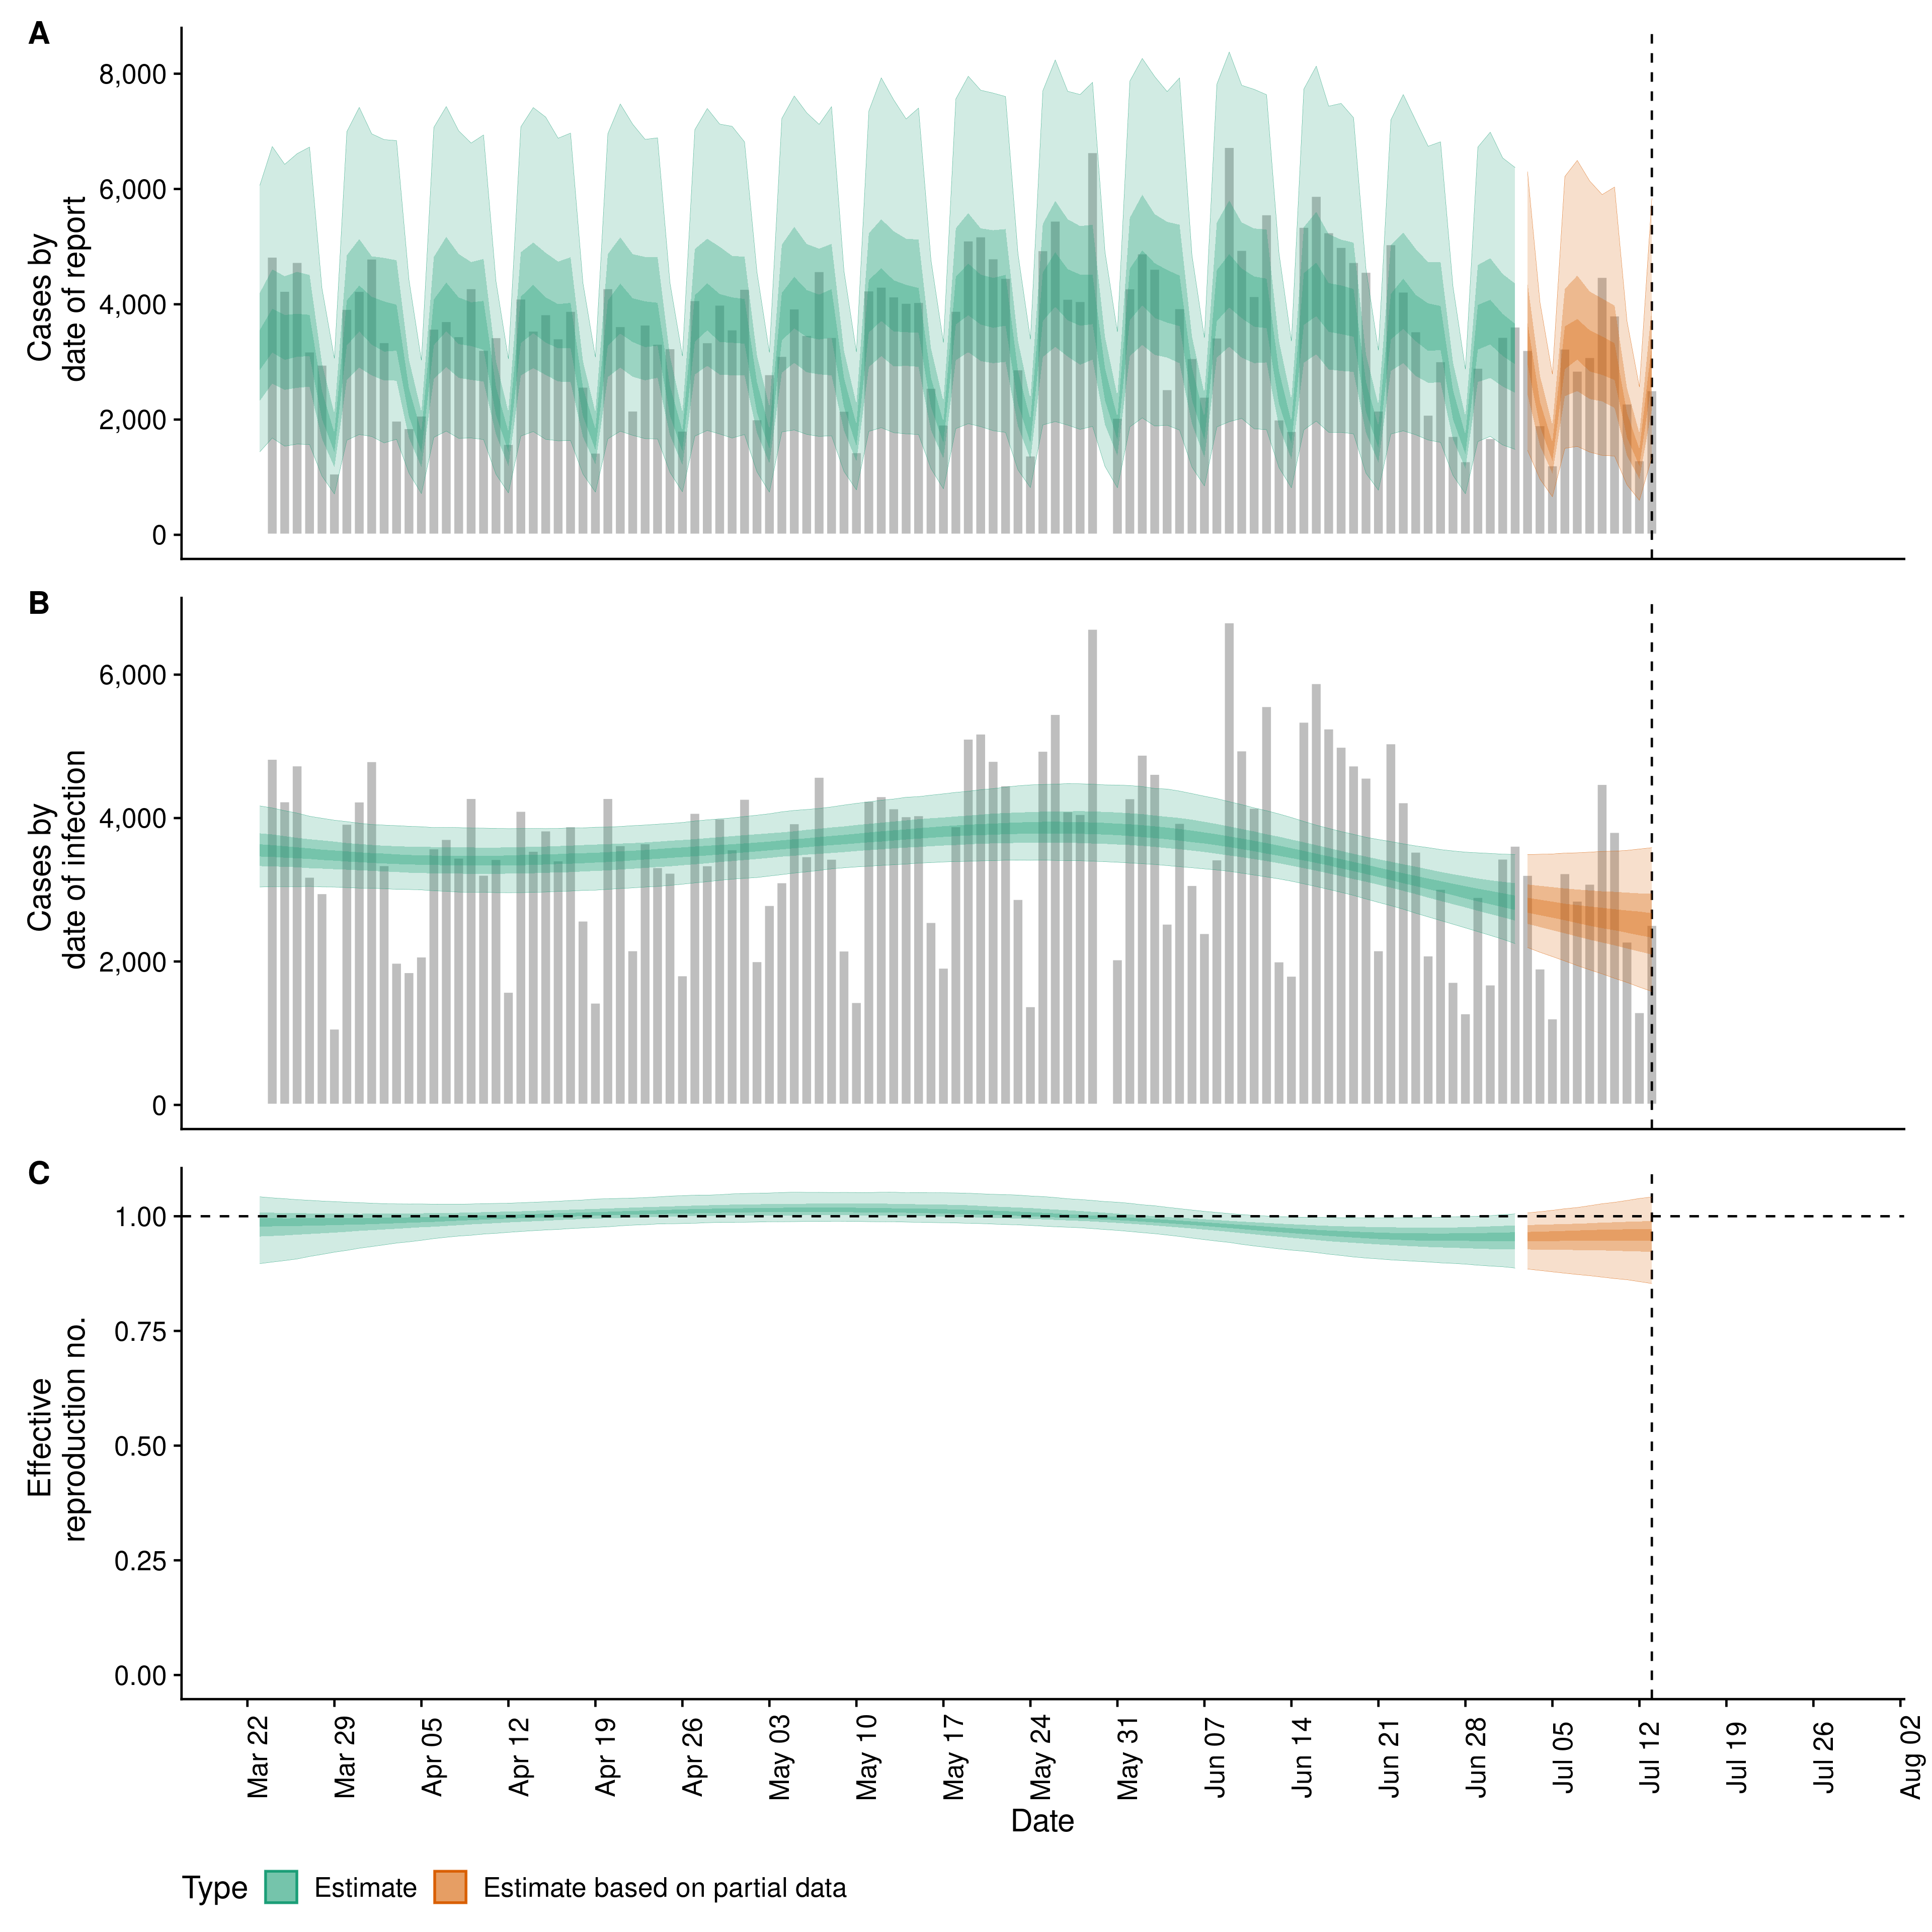 A
Cases by
date of report
8,000
6,000
4,000
2,000
0
B
Cases by
date of infection
6,000
4,000
2,000
0
C
Effective
reproduction no.
1.00
0.75
0.50
0.25
0.00
Mar 22
Mar 29
Apr 05
Apr 12
Apr 19
Apr 26
May 03
May 10
May 17
May 24
May 31
Jun 07
Jun 14
Jun 21
Jun 28
Jul 05
Jul 12
Jul 19
Jul 26
Aug 02
Date
Type Estimate Estimate based on partial data